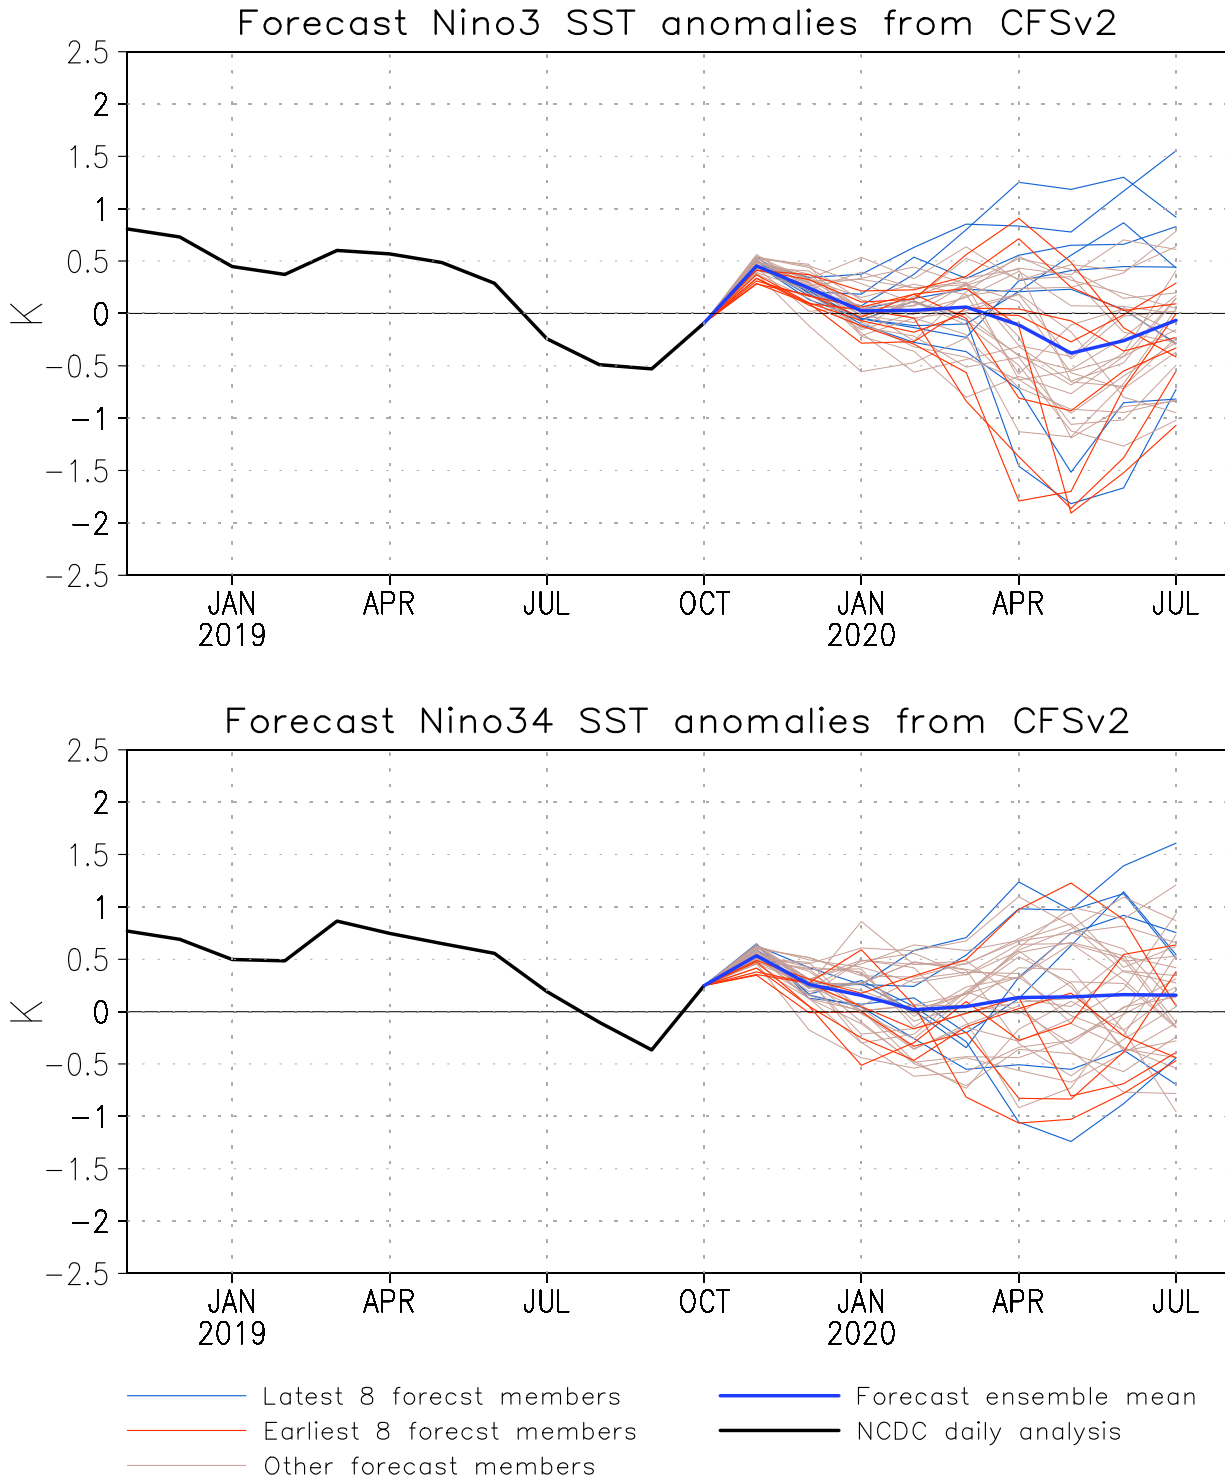 Forecast Nino3 SST anomalies from CFSv2
2.5
2
1.5
1
0.5
0
-0.5
-1
-1.5
-2
-2.5
K
JAN APR JUL OCT JAN APR JUL
2019 2020
Forecast Nino34 SST anomalies from CFSv2
2.5
2
1.5
1
0.5
0
-0.5
-1
-1.5
-2
-2.5
K
JAN APR JUL OCT JAN APR JUL
2019 2020
Latest 8 forecst members Forecast ensemble mean
Earliest 8 forecst members NCDC daily analysis
Other forecast members